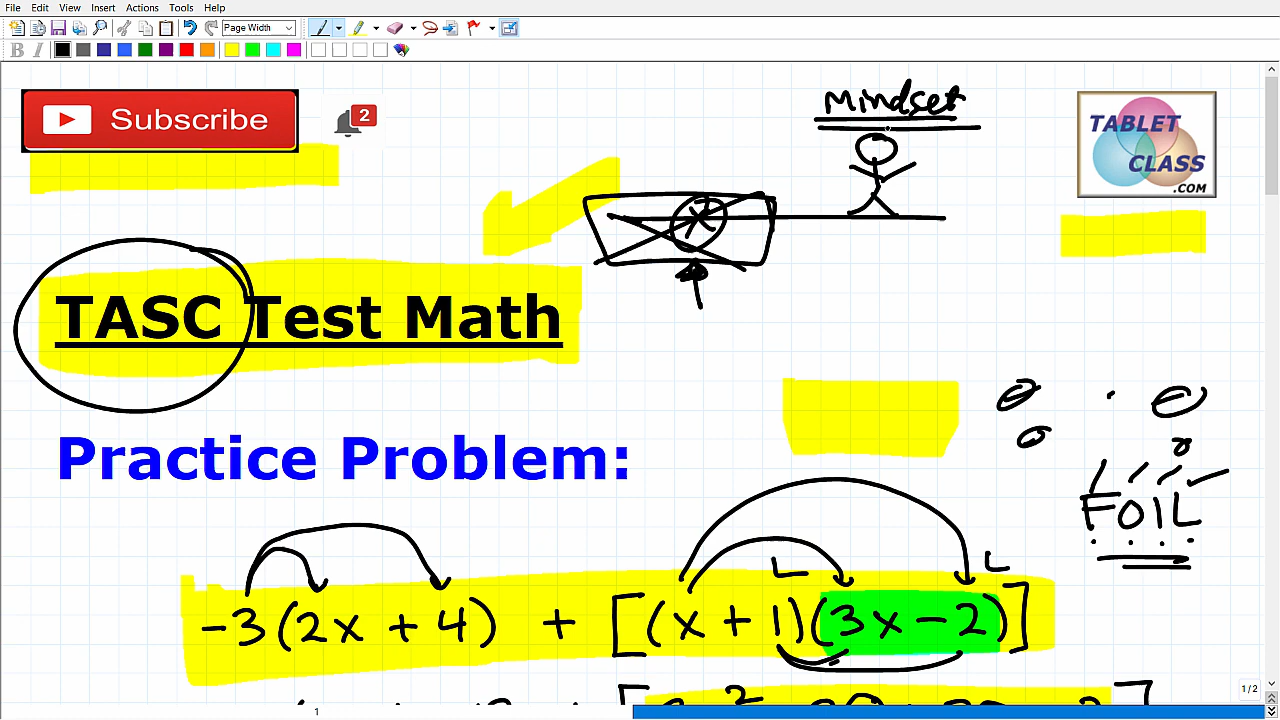 File Edit View Insert Actions Tools Help
Page Width
B I
Subscribe
2
Mindset
TABLET
CLASS
.COM
TASC Test Math
Practice Problem:
FOIL
L L
-3(2x + 4) + [(x + 1)(3x - 2)]
1/2
1